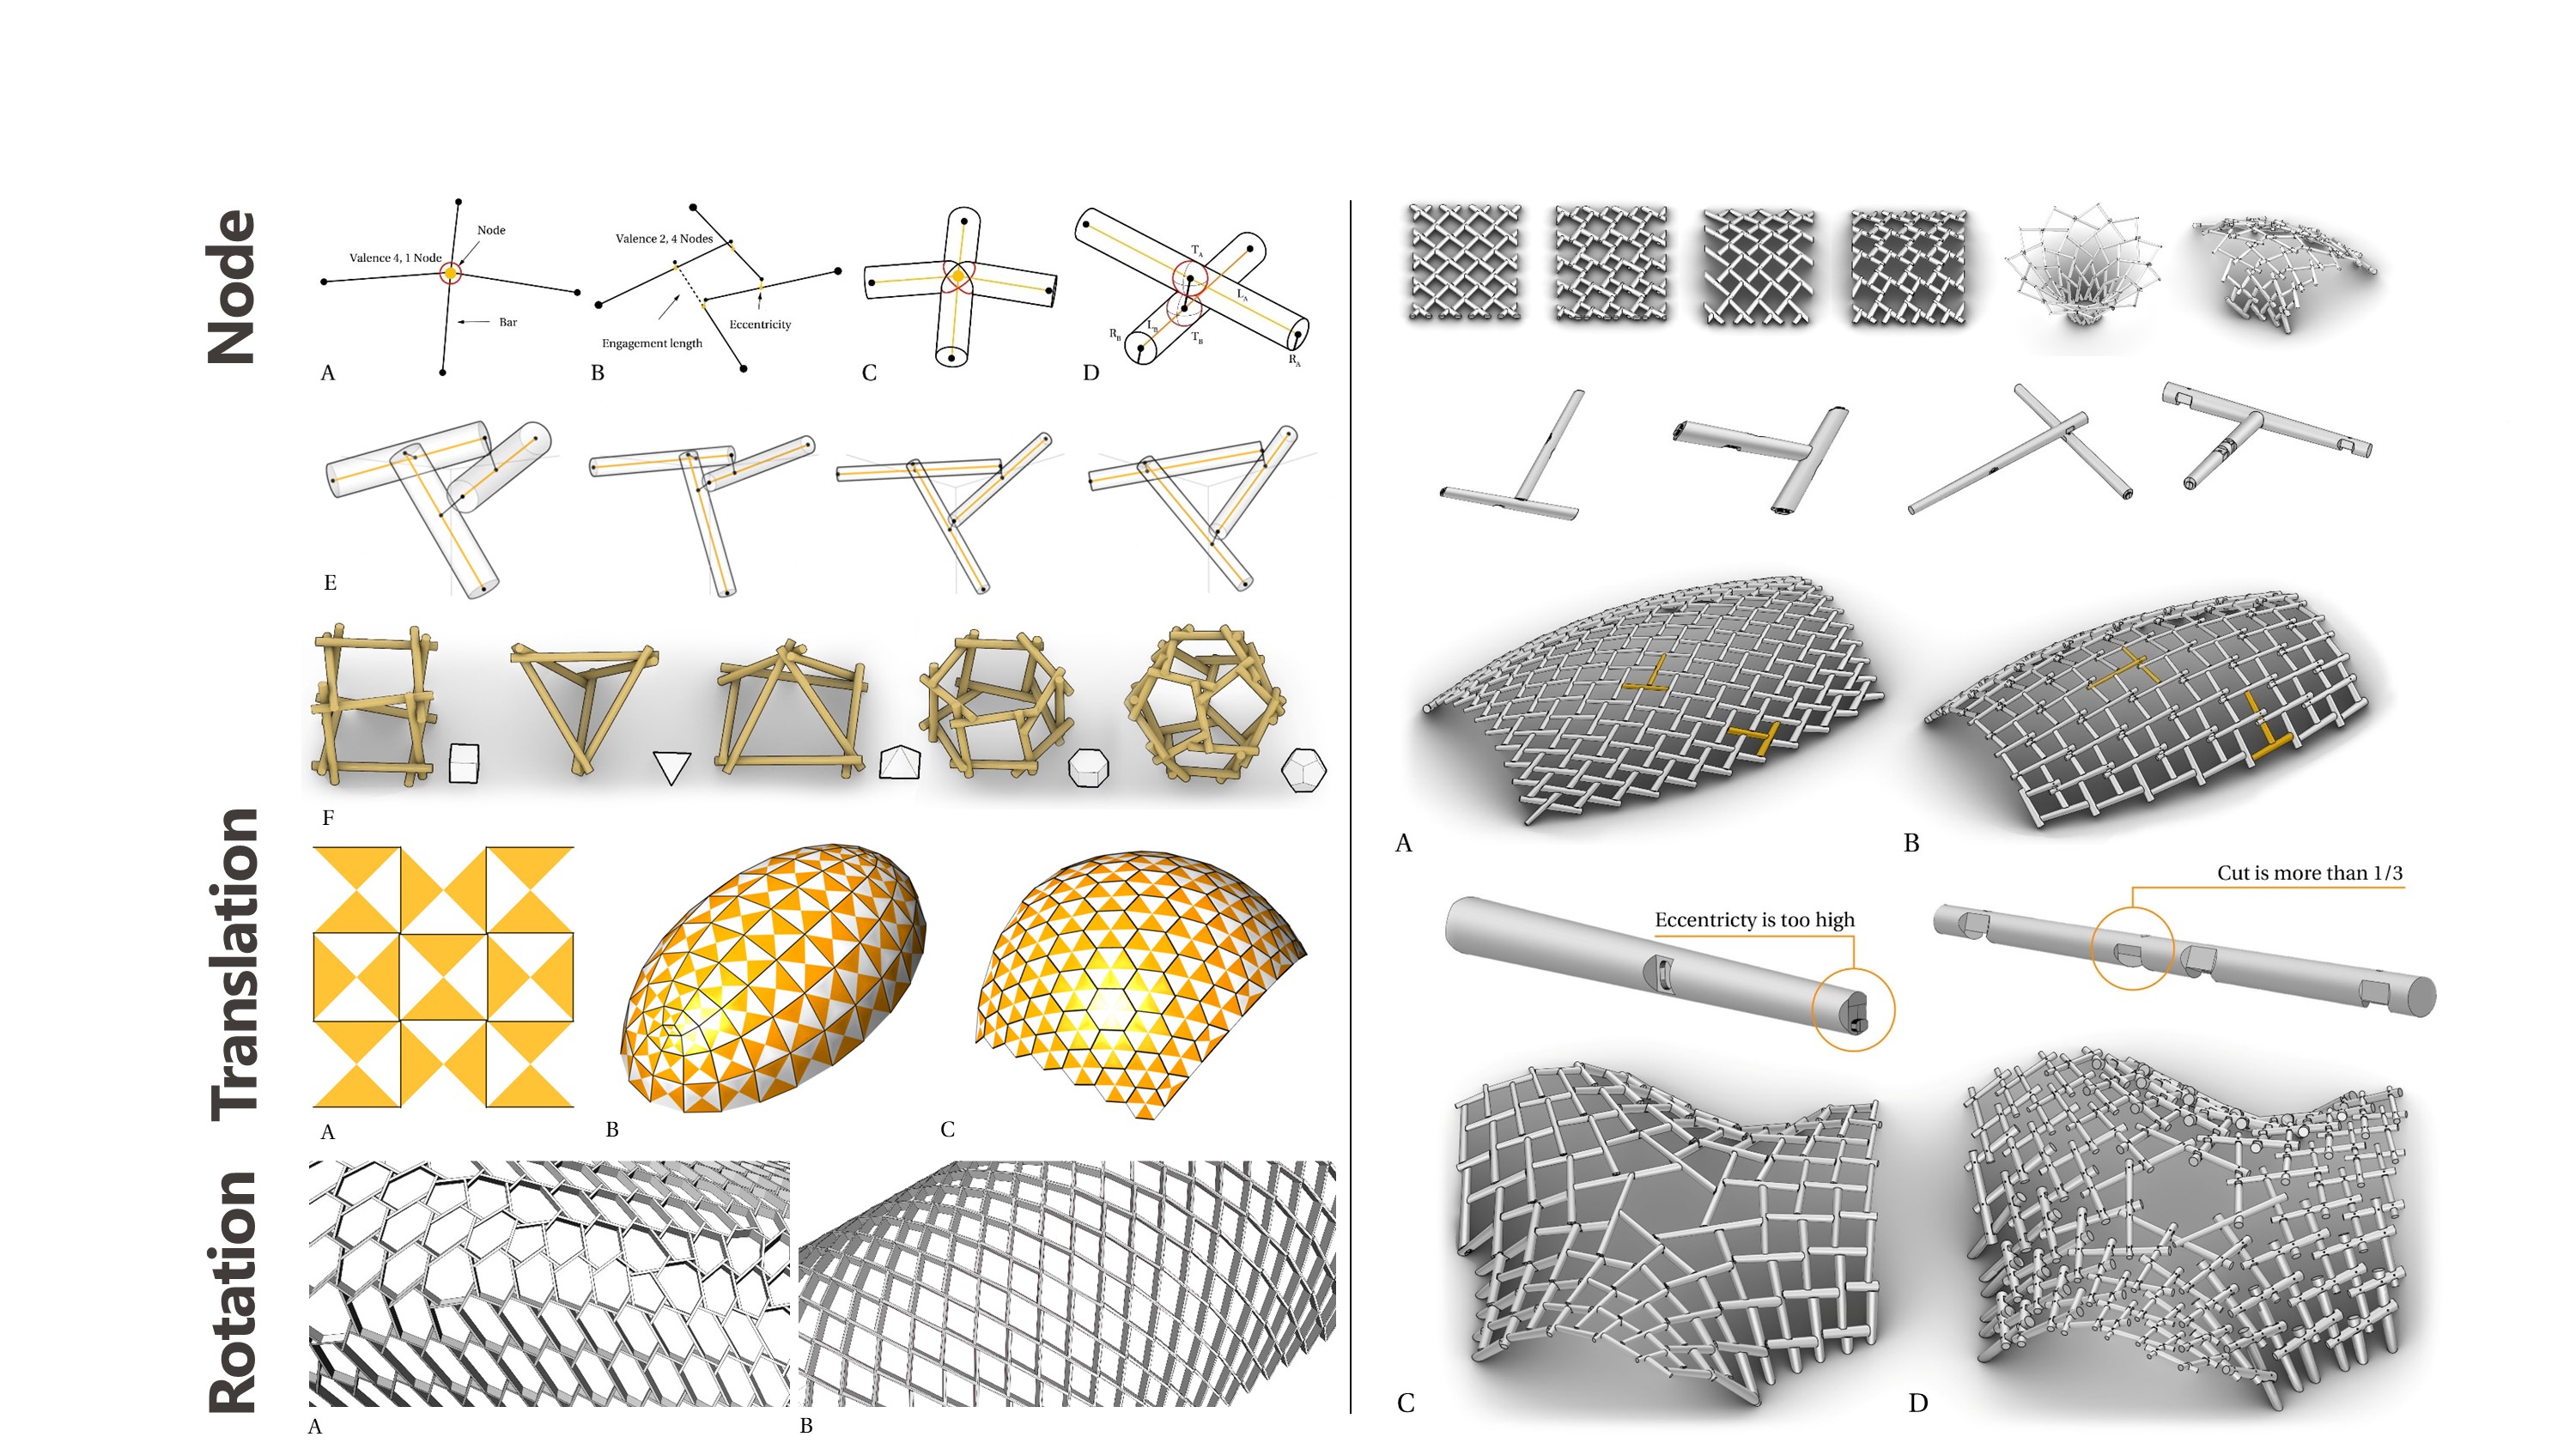 Node
Valence 4, 1 Node
Node
Bar
A
Valence 2, 4 Nodes
Engagement length
Eccentricity
B
C
T_A
L_A
L_B
T_B
R_B
R_A
D
E
F
Translation
A
B
C
Rotation
A
B
A
B
Eccentricty is too high
Cut is more than 1/3
C
D